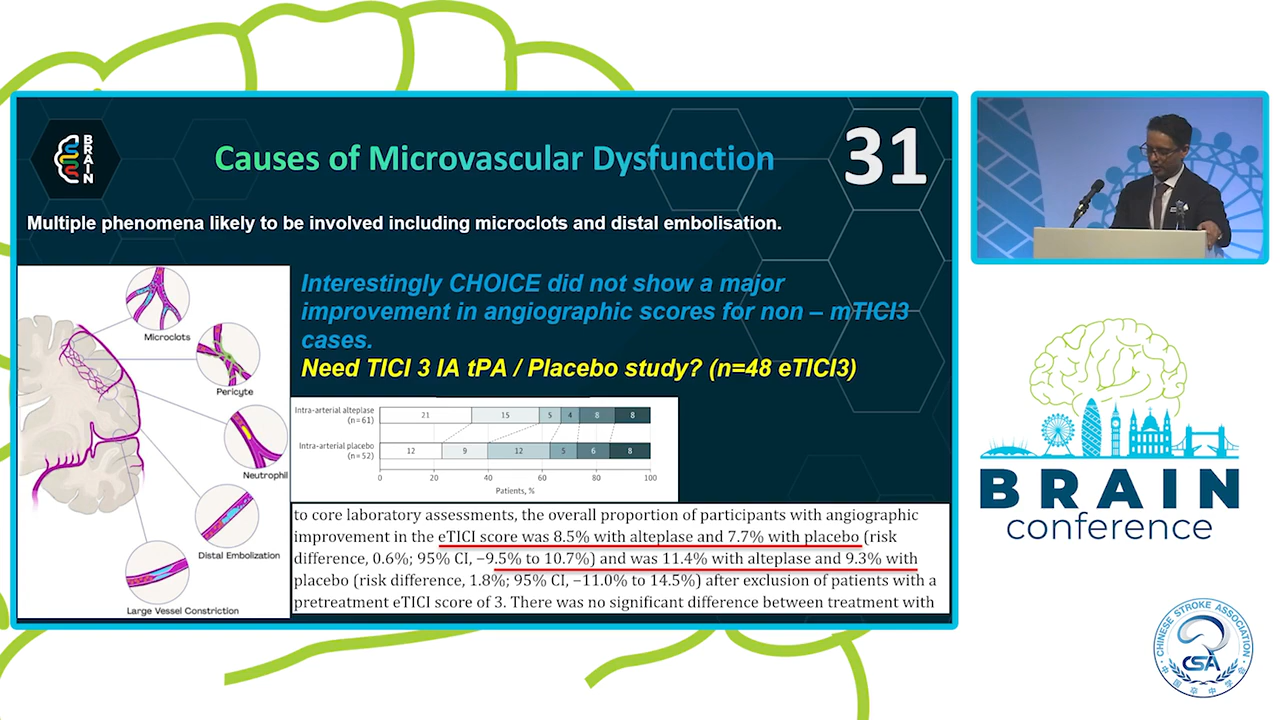 BRAIN
Causes of Microvascular Dysfunction
31
Multiple phenomena likely to be involved including microclots and distal embolisation.
Microclots
Pericyte
Neutrophil
Distal Embolization
Large Vessel Constriction
Interestingly CHOICE did not show a major
improvement in angiographic scores for non – mTICI3
cases.
Need TICI 3 IA tPA / Placebo study? (n=48 eTICI3)
Intra-arterial alteplase
(n=61)
21 15 5 4 8 8
Intra-arterial placebo
(n=52)
12 9 12 5 6 8
0 20 40 60 80 100
Patients, %
to core laboratory assessments, the overall proportion of participants with angiographic
improvement in the eTICI score was 8.5% with alteplase and 7.7% with placebo (risk
difference, 0.6%; 95% CI, −9.5% to 10.7%) and was 11.4% with alteplase and 9.3% with
placebo (risk difference, 1.8%; 95% CI, −11.0% to 14.5%) after exclusion of patients with a
pretreatment eTICI score of 3. There was no significant difference between treatment with
BRAIN
conference
CHINESE STROKE ASSOCIATION
CSA
中国卒中学会